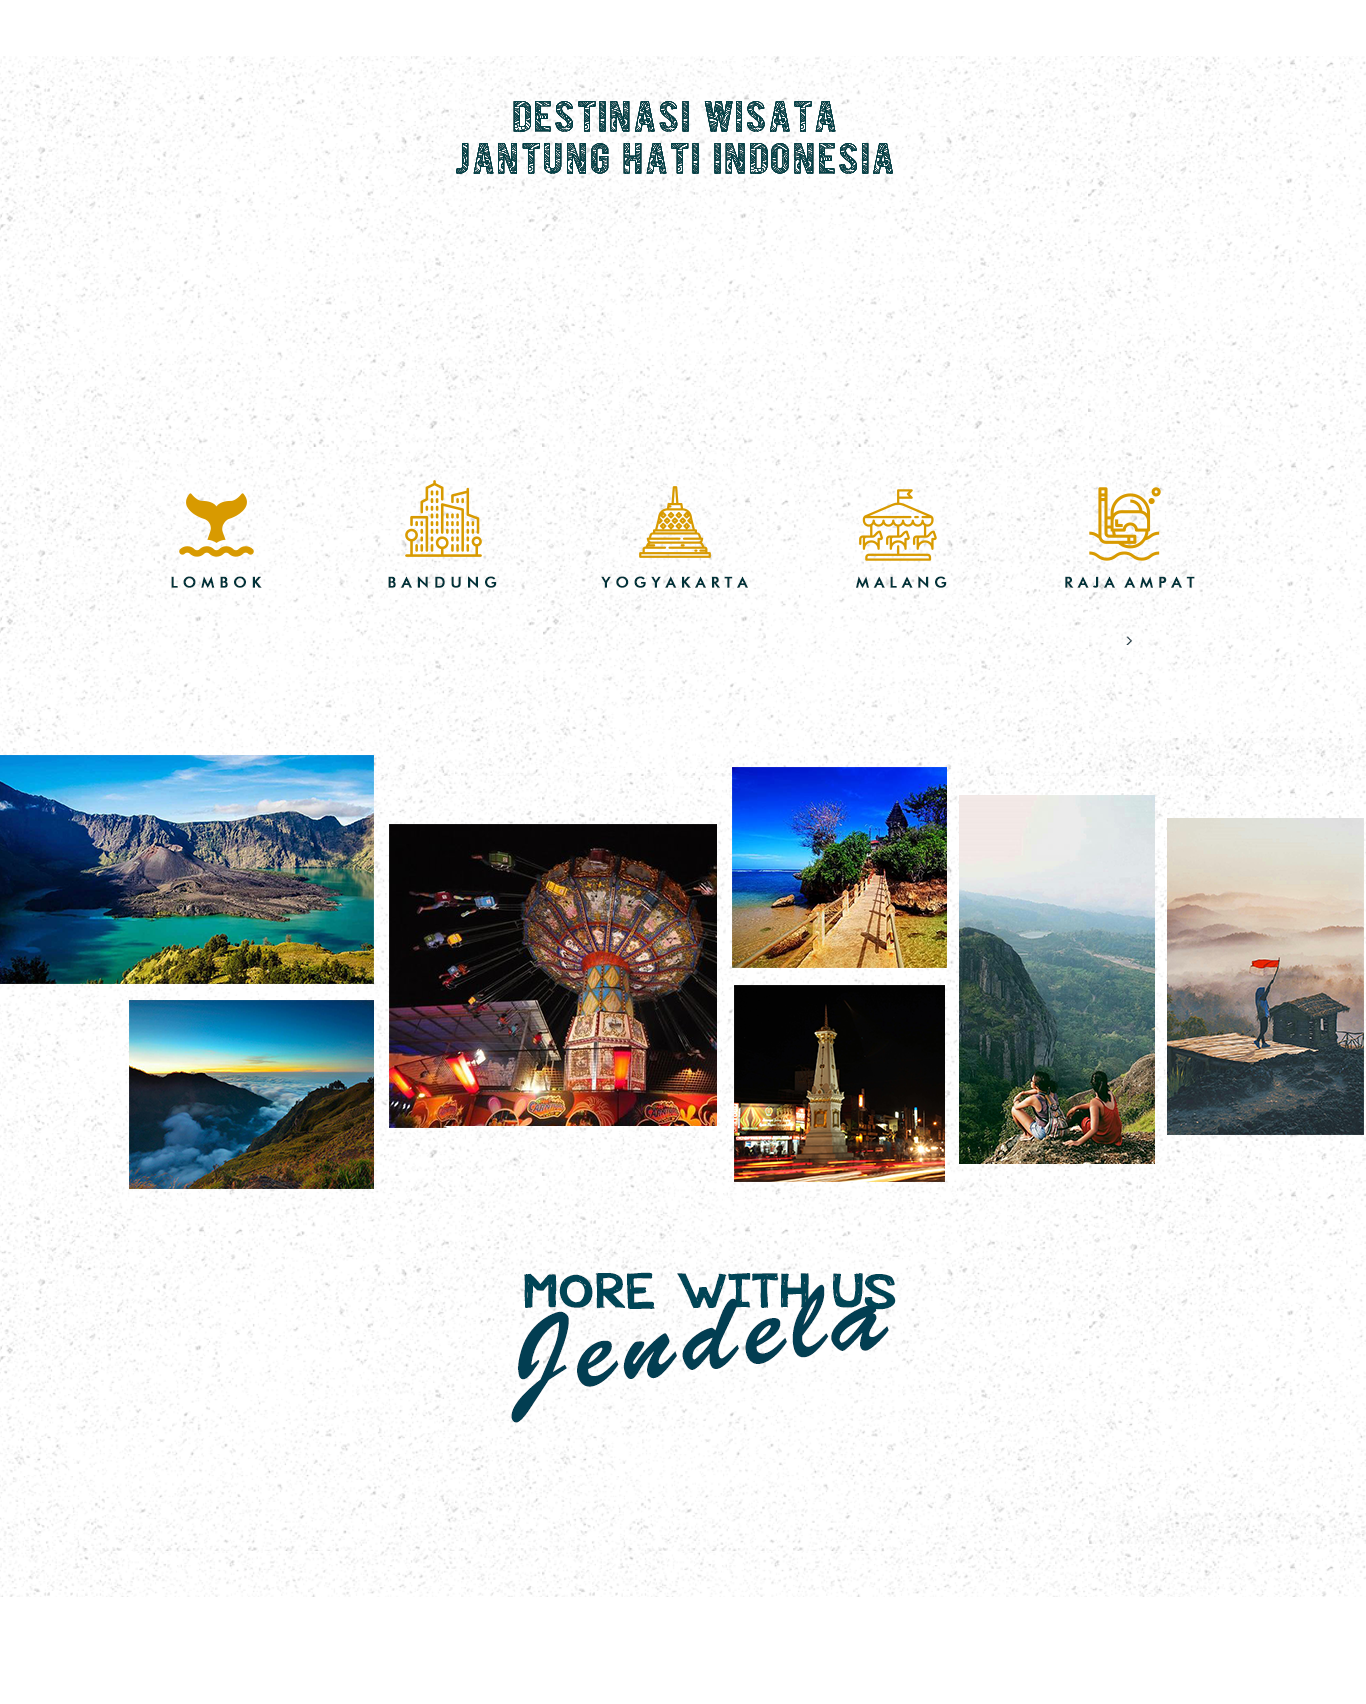 DESTINASI WISATA
JANTUNG HATI INDONESIA
LOMBOK
BANDUNG
YOGYAKARTA
MALANG
RAJA AMPAT
>
MORE WITH US
Jendela